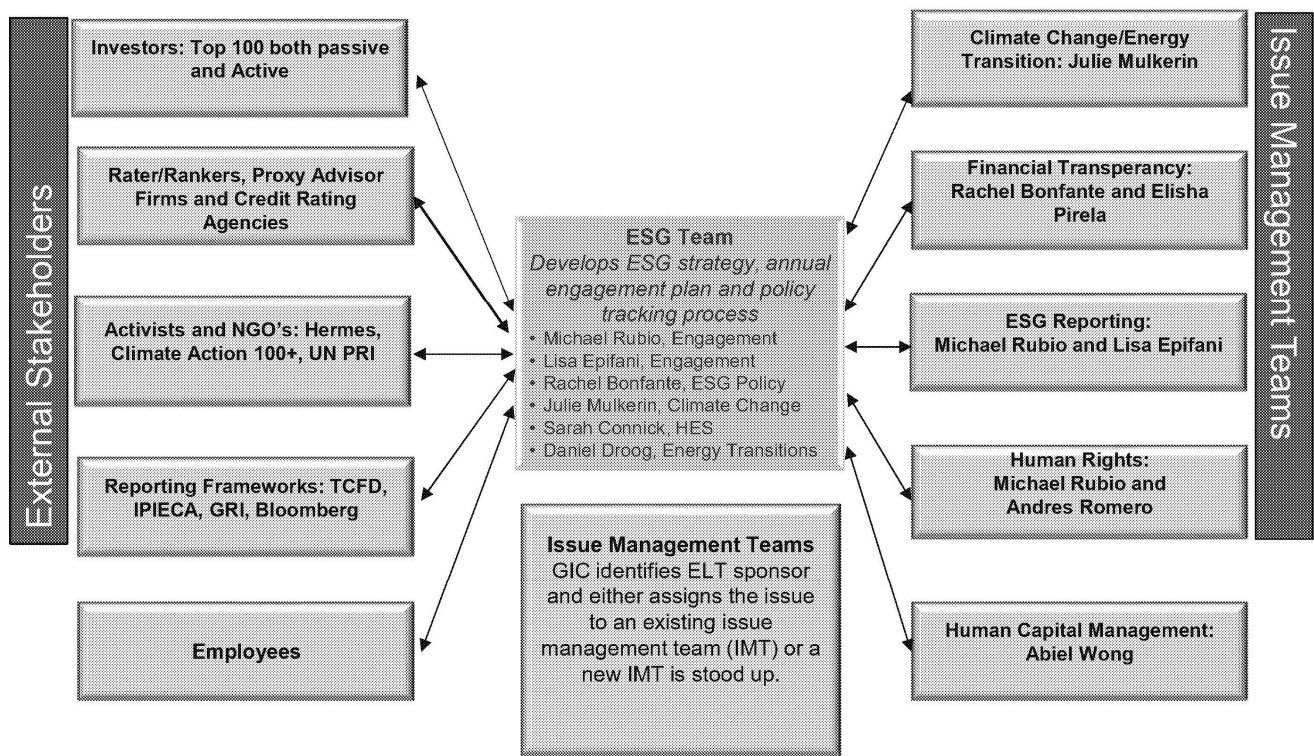 External Stakeholders
Investors: Top 100 both passive
and Active
Rater/Rankers, Proxy Advisor
Firms and Credit Rating
Agencies
Activists and NGO's: Hermes,
Climate Action 100+, UN PRI
Reporting Frameworks: TCFD,
IPIECA, GRI, Bloomberg
Employees
ESG Team
Develops ESG strategy, annual
engagement plan and policy
tracking process
• Michael Rubio, Engagement
• Lisa Epifani, Engagement
• Rachel Bonfante, ESG Policy
• Julie Mulkerin, Climate Change
• Sarah Connick, HES
• Daniel Droog, Energy Transitions
Issue Management Teams
GIC identifies ELT sponsor
and either assigns the issue
to an existing issue
management team (IMT) or a
new IMT is stood up.
Climate Change/Energy
Transition: Julie Mulkerin
Financial Transperancy:
Rachel Bonfante and Elisha
Pirela
ESG Reporting:
Michael Rubio and Lisa Epifani
Human Rights:
Michael Rubio and
Andres Romero
Human Capital Management:
Abiel Wong
Issue Management Teams